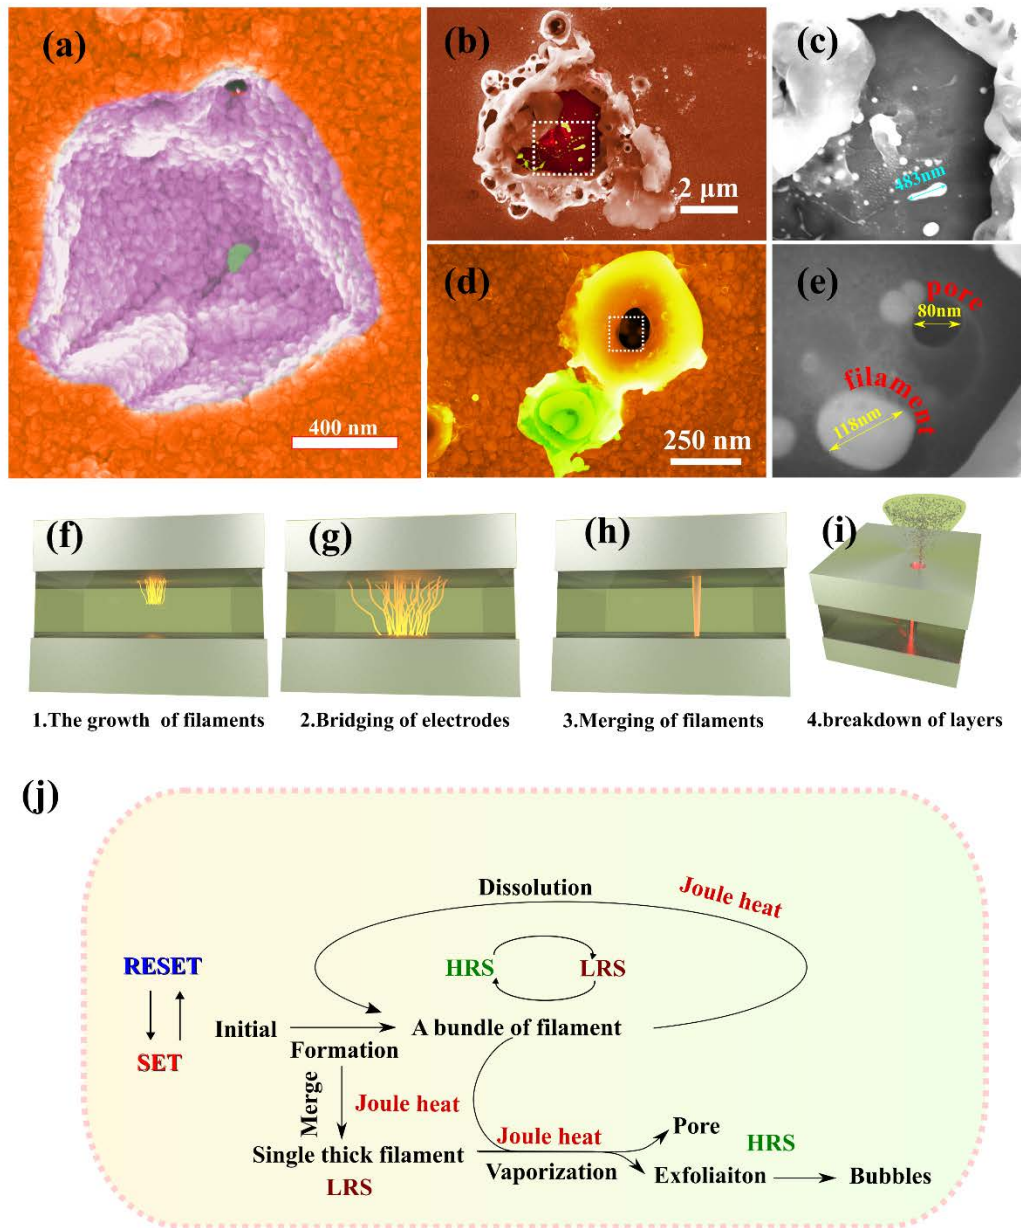 (a)
400 nm
(b)
2 μm
(c)
483nm
(d)
250 nm
(e)
pore
80nm
filament
118nm
(f)
1.The growth of filaments
(g)
2.Bridging of electrodes
(h)
3.Merging of filaments
(i)
4.breakdown of layers
(j)
Dissolution
Joule heat
RESET
HRS
LRS
SET
Initial
A bundle of filament
Formation
Merge
Joule heat
Single thick filament
LRS
Joule heat
Vaporization
Pore
HRS
Exfoliaiton
Bubbles